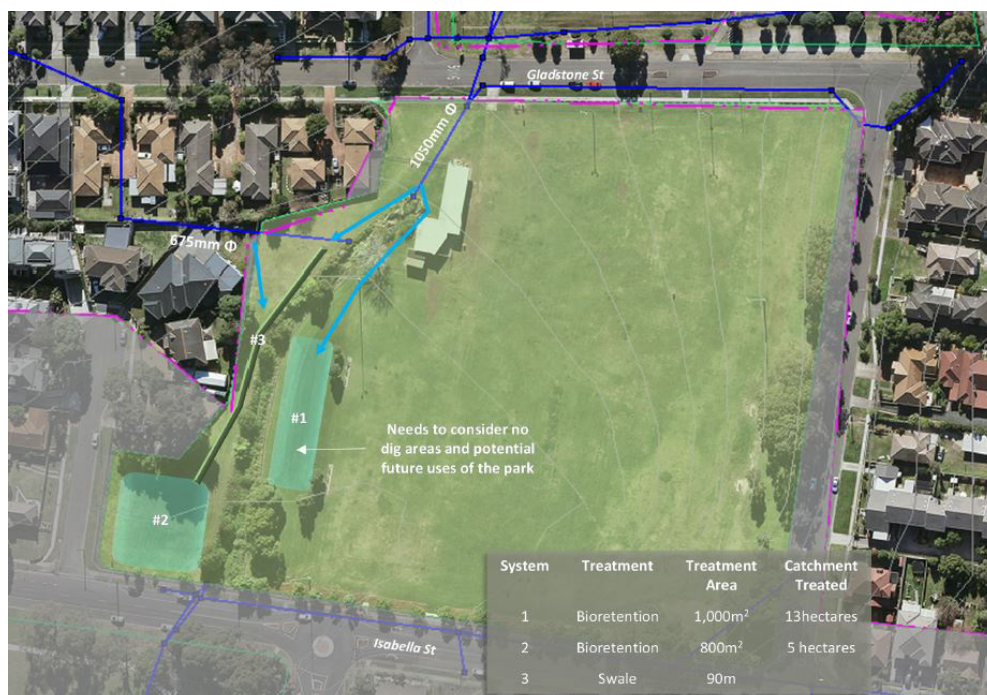 Gladstone St
1050mm Φ
675mm Φ
#3
#1
Needs to consider no
dig areas and potential
future uses of the park
#2
System Treatment Treatment Area Catchment Treated
1 Bioretention 1,000m² 13hectares
2 Bioretention 800m² 5 hectares
3 Swale 90m -
Isabella St